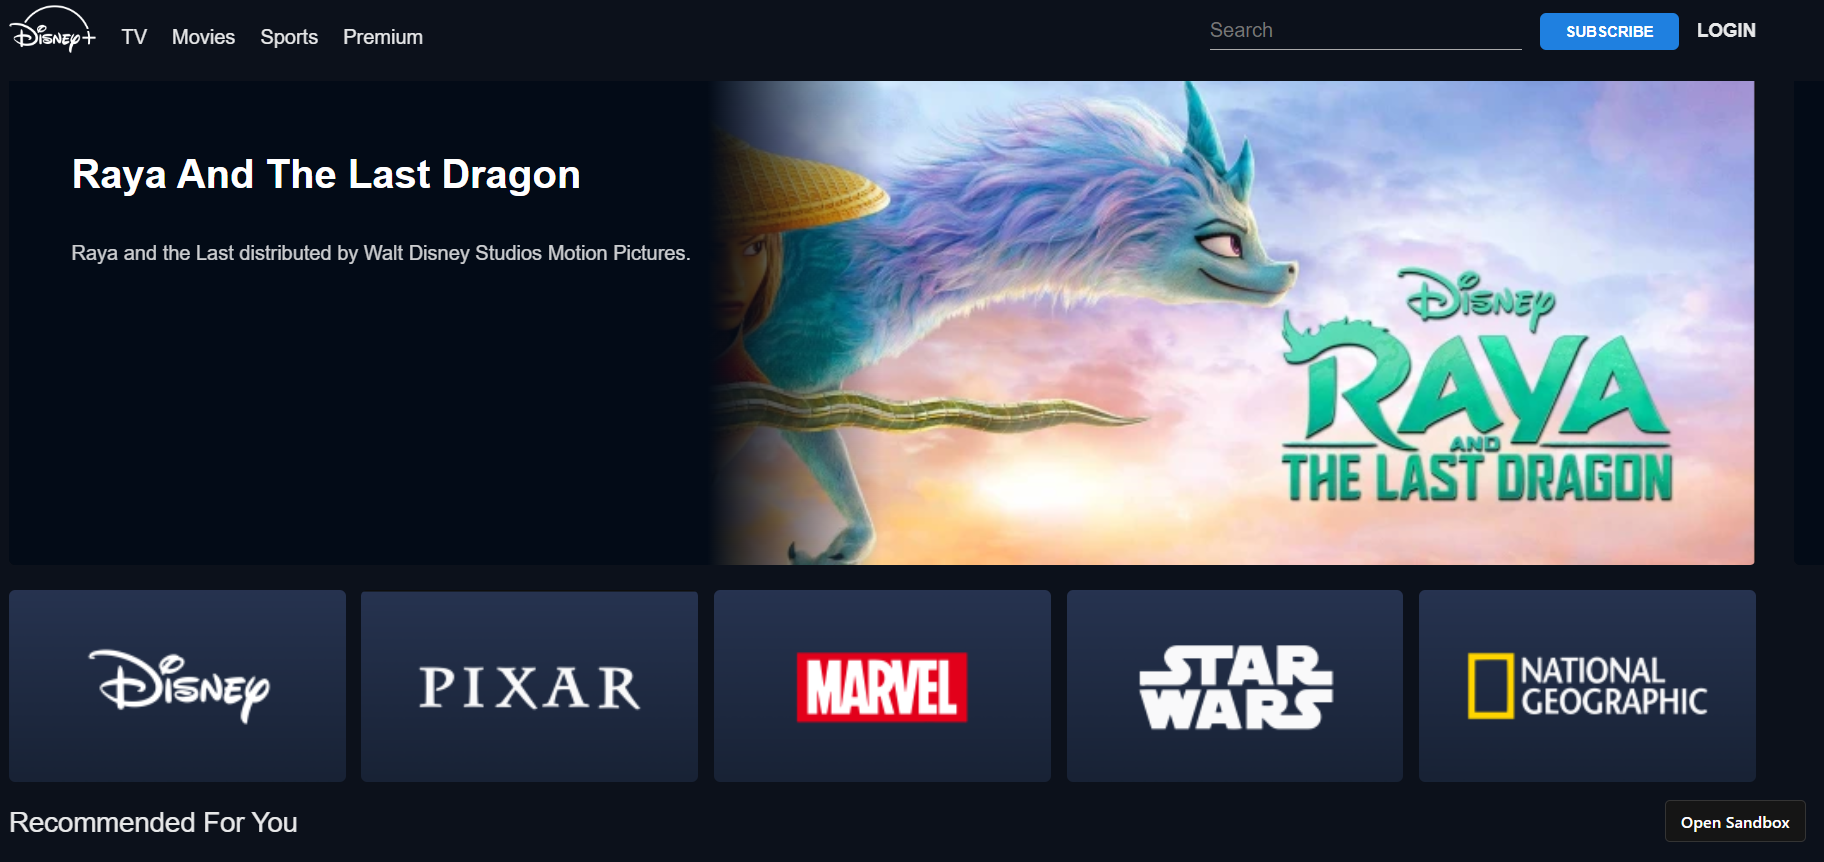 Disney+ TV Movies Sports Premium Search SUBSCRIBE LOGIN
Raya And The Last Dragon
Raya and the Last distributed by Walt Disney Studios Motion Pictures.
Disney
RAYA
AND
THE LAST DRAGON
Disney
PIXAR
MARVEL
STAR
WARS
NATIONAL
GEOGRAPHIC
Recommended For You
Open Sandbox